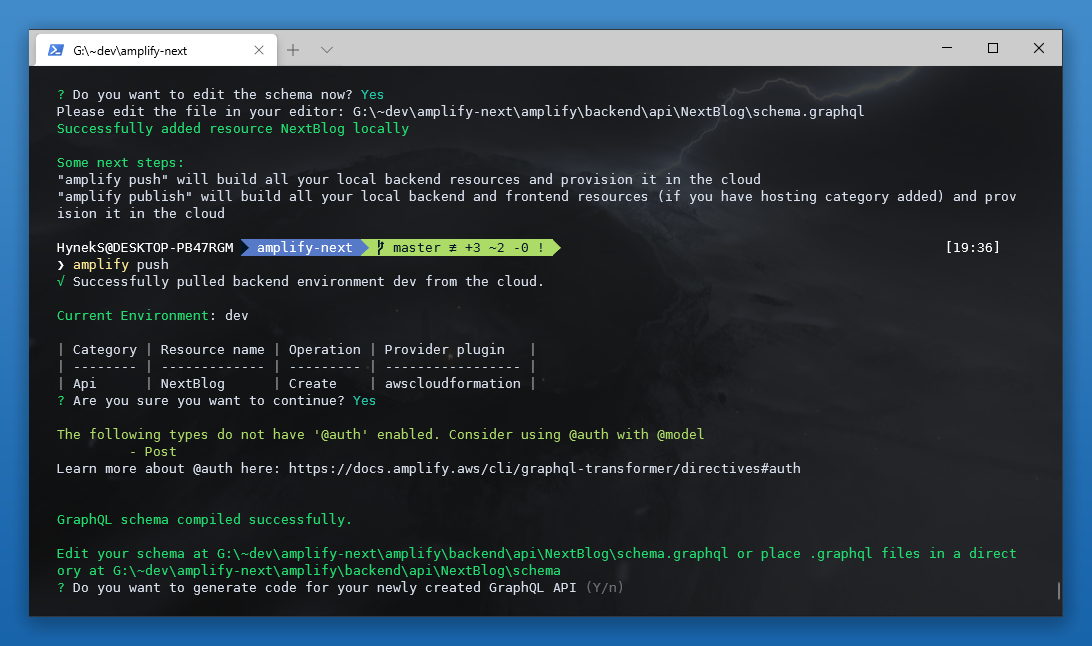 G:\~dev\amplify-next
? Do you want to edit the schema now? Yes
Please edit the file in your editor: G:\~dev\amplify-next\amplify\backend\api\NextBlog\schema.graphql
Successfully added resource NextBlog locally
Some next steps:
"amplify push" will build all your local backend resources and provision it in the cloud
"amplify publish" will build all your local backend and frontend resources (if you have hosting category added) and prov
ision it in the cloud
HynekS@DESKTOP-PB47RGM amplify-next master ≢ +3 ~2 -0 ! [19:36]
❯ amplify push
√ Successfully pulled backend environment dev from the cloud.
Current Environment: dev
| Category | Resource name | Operation | Provider plugin   |
| -------- | ------------- | --------- | ----------------- |
| Api      | NextBlog      | Create    | awscloudformation |
? Are you sure you want to continue? Yes
The following types do not have '@auth' enabled. Consider using @auth with @model
- Post
Learn more about @auth here: https://docs.amplify.aws/cli/graphql-transformer/directives#auth
GraphQL schema compiled successfully.
Edit your schema at G:\~dev\amplify-next\amplify\backend\api\NextBlog\schema.graphql or place .graphql files in a direct
ory at G:\~dev\amplify-next\amplify\backend\api\NextBlog\schema
? Do you want to generate code for your newly created GraphQL API (Y/n)